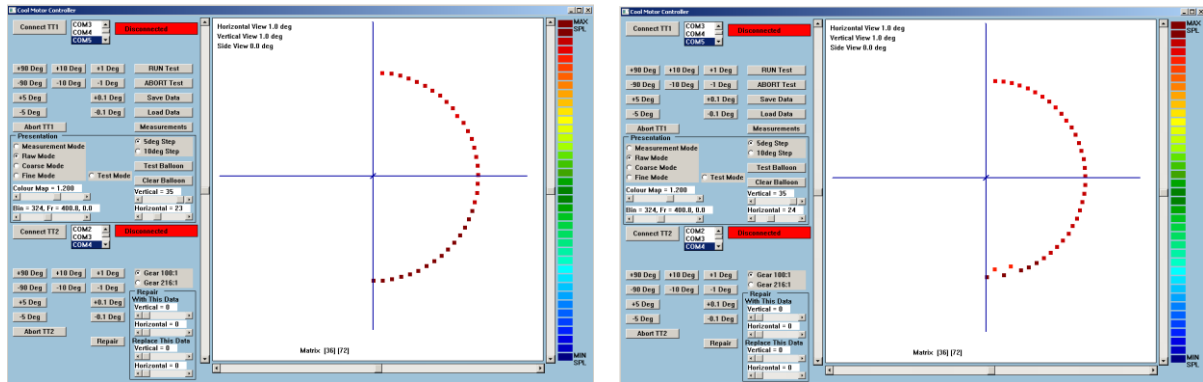 Cool Motor Controller
Connect TT1
COM3
COM4
COM5
Disconnected
+90 Deg +10 Deg +1 Deg RUN Test
-90 Deg -10 Deg -1 Deg ABORT Test
+5 Deg +0.1 Deg Save Data
-5 Deg -0.1 Deg Load Data
Abort TT1 Measurements
Presentation
Measurement Mode
Raw Mode
Coarse Mode
Fine Mode
Test Mode
5deg Step
10deg Step
Test Balloon
Clear Balloon
Colour Map = 1.200
Vertical = 35
Bin = 324, Fr = 400.8, 0.0
Horizontal = 23
Connect TT2
COM2
COM3
COM4
Disconnected
+90 Deg +10 Deg +1 Deg
-90 Deg -10 Deg -1 Deg
+5 Deg +0.1 Deg
-5 Deg -0.1 Deg
Abort TT2
Repair
Gear 100:1
Gear 216:1
Repair
With This Data
Vertical = 0
Horizontal = 0
Replace This Data
Vertical = 0
Horizontal = 0
Horizontal View 1.0 deg
Vertical View 1.0 deg
Side View 0.0 deg
Matrix [36] [72]
MAX
SPL
MIN
SPL
Cool Motor Controller
Connect TT1
COM3
COM4
COM5
Disconnected
+90 Deg +10 Deg +1 Deg RUN Test
-90 Deg -10 Deg -1 Deg ABORT Test
+5 Deg +0.1 Deg Save Data
-5 Deg -0.1 Deg Load Data
Abort TT1 Measurements
Presentation
Measurement Mode
Raw Mode
Coarse Mode
Fine Mode
Test Mode
5deg Step
10deg Step
Test Balloon
Clear Balloon
Colour Map = 1.200
Vertical = 35
Bin = 324, Fr = 400.8, 0.0
Horizontal = 24
Connect TT2
COM2
COM3
COM4
Disconnected
+90 Deg +10 Deg +1 Deg
-90 Deg -10 Deg -1 Deg
+5 Deg +0.1 Deg
-5 Deg -0.1 Deg
Abort TT2
Repair
Gear 100:1
Gear 216:1
Repair
With This Data
Vertical = 0
Horizontal = 0
Replace This Data
Vertical = 0
Horizontal = 0
Horizontal View 1.0 deg
Vertical View 1.0 deg
Side View 0.0 deg
Matrix [36] [72]
MAX
SPL
MIN
SPL